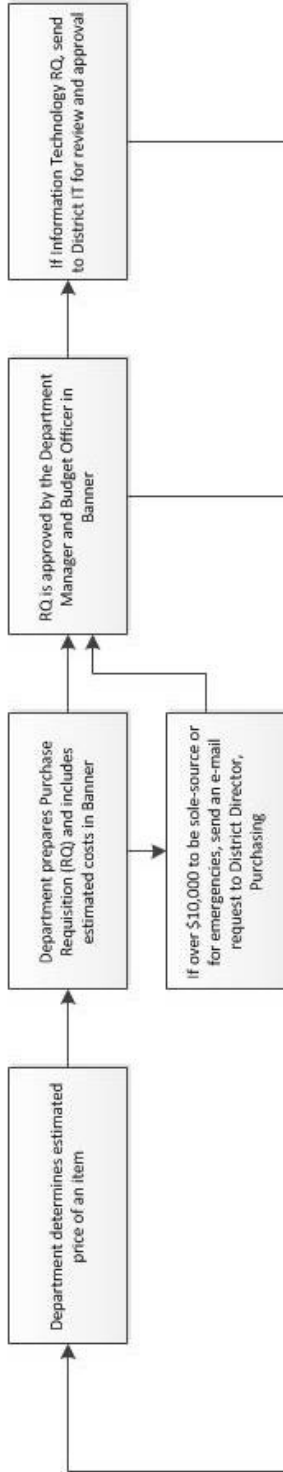 Department determines estimated
price of an item
Department prepares Purchase
Requisition (RQ) and includes
estimated costs in Banner
If over $10,000 to be sole-source or
for emergencies, send an e-mail
request to District Director,
Purchasing
RQ is approved by the Department
Manager and Budget Officer in
Banner
If Information Technology RQ, send
to District IT for review and approval